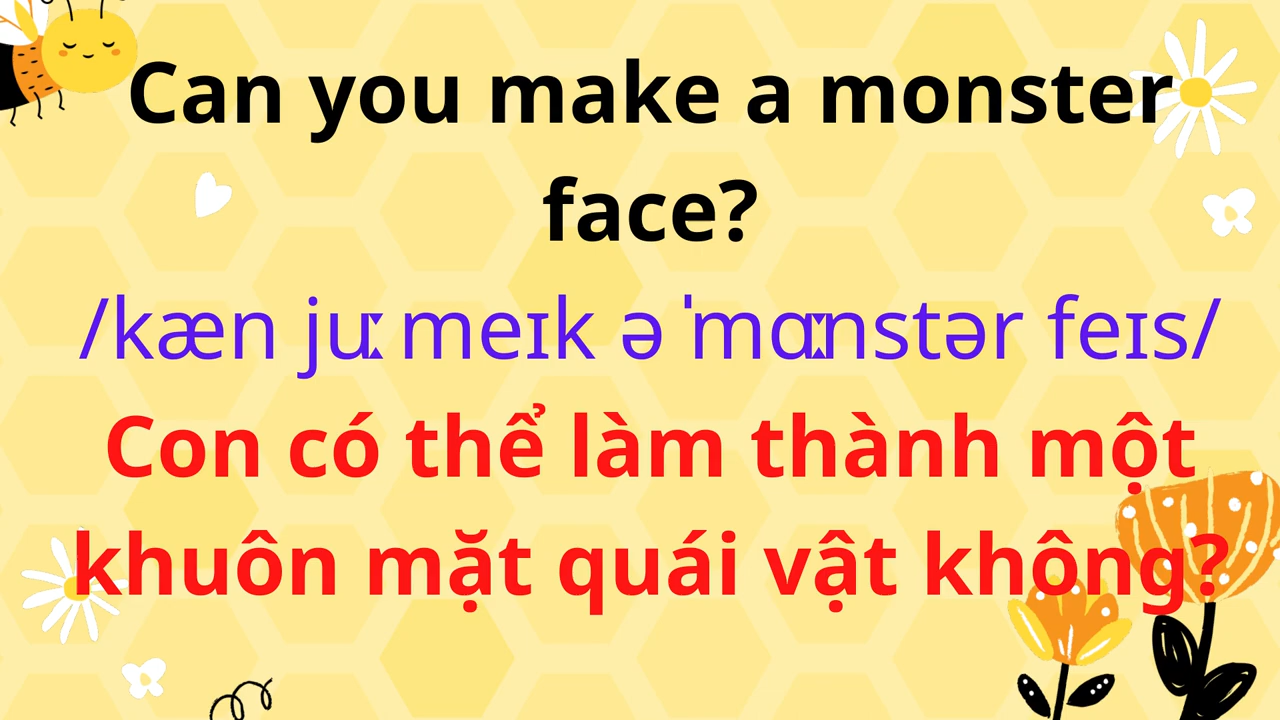 Can you make a monster
face?
/kæn juː meɪk ə ˈmɑːnstər feɪs/
Con có thể làm thành một
khuôn mặt quái vật không?